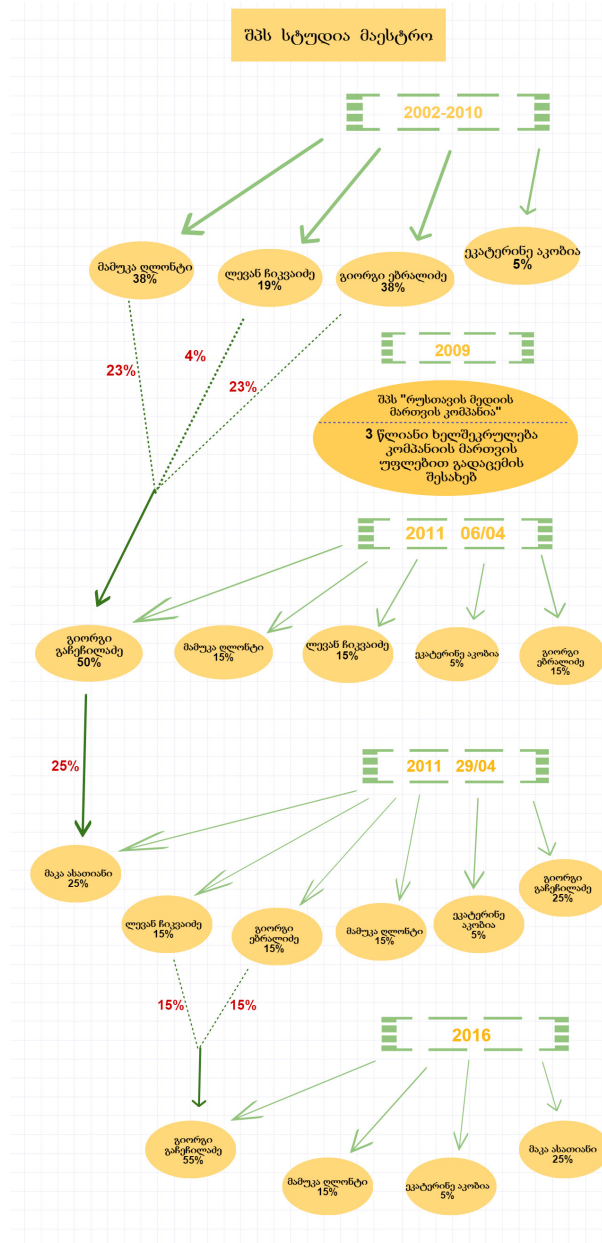 შპს სტუდია მაესტრო
2002-2010
მამუკა ღლონტი
38%
ლევან ჩიკვაიძე
19%
გიორგი ებრალიძე
38%
ეკატერინე აკობია
5%
23%
4%
23%
2009
შპს "რუსთავის მედიის
მართვის კომპანია"
3 წლიანი ხელშეკრულება
კომპანიის მართვის
უფლებით გადაცემის
შესახებ
2011 06/04
გიორგი
გაჩეჩილაძე
50%
მამუკა ღლონტი
15%
ლევან ჩიკვაიძე
15%
ეკატერინე აკობია
5%
გიორგი
ებრალიძე
15%
25%
2011 29/04
მაკა ასათიანი
25%
ლევან ჩიკვაიძე
15%
გიორგი
ებრალიძე
15%
მამუკა ღლონტი
15%
ეკატერინე
აკობია
5%
გიორგი
გაჩეჩილაძე
25%
15%
15%
2016
გიორგი
გაჩეჩილაძე
55%
მამუკა ღლონტი
15%
ეკატერინე აკობია
5%
მაკა ასათიანი
25%